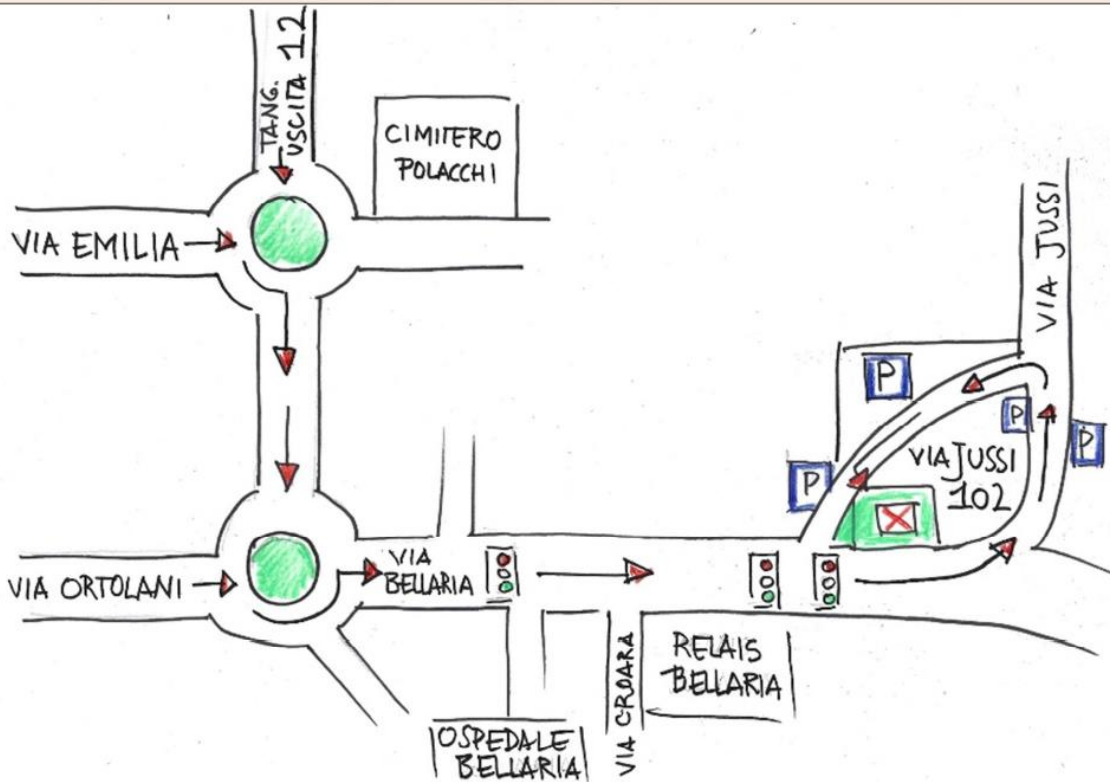 TANG.
USCITA 12
CIMITERO
POLACCHI
VIA EMILIA
VIA JUSSI
P
P
P
P
VIA JUSSI
102
VIA ORTOLANI
VIA
BELLARIA
VIA CROARA
RELAIS
BELLARIA
OSPEDALE
BELLARIA